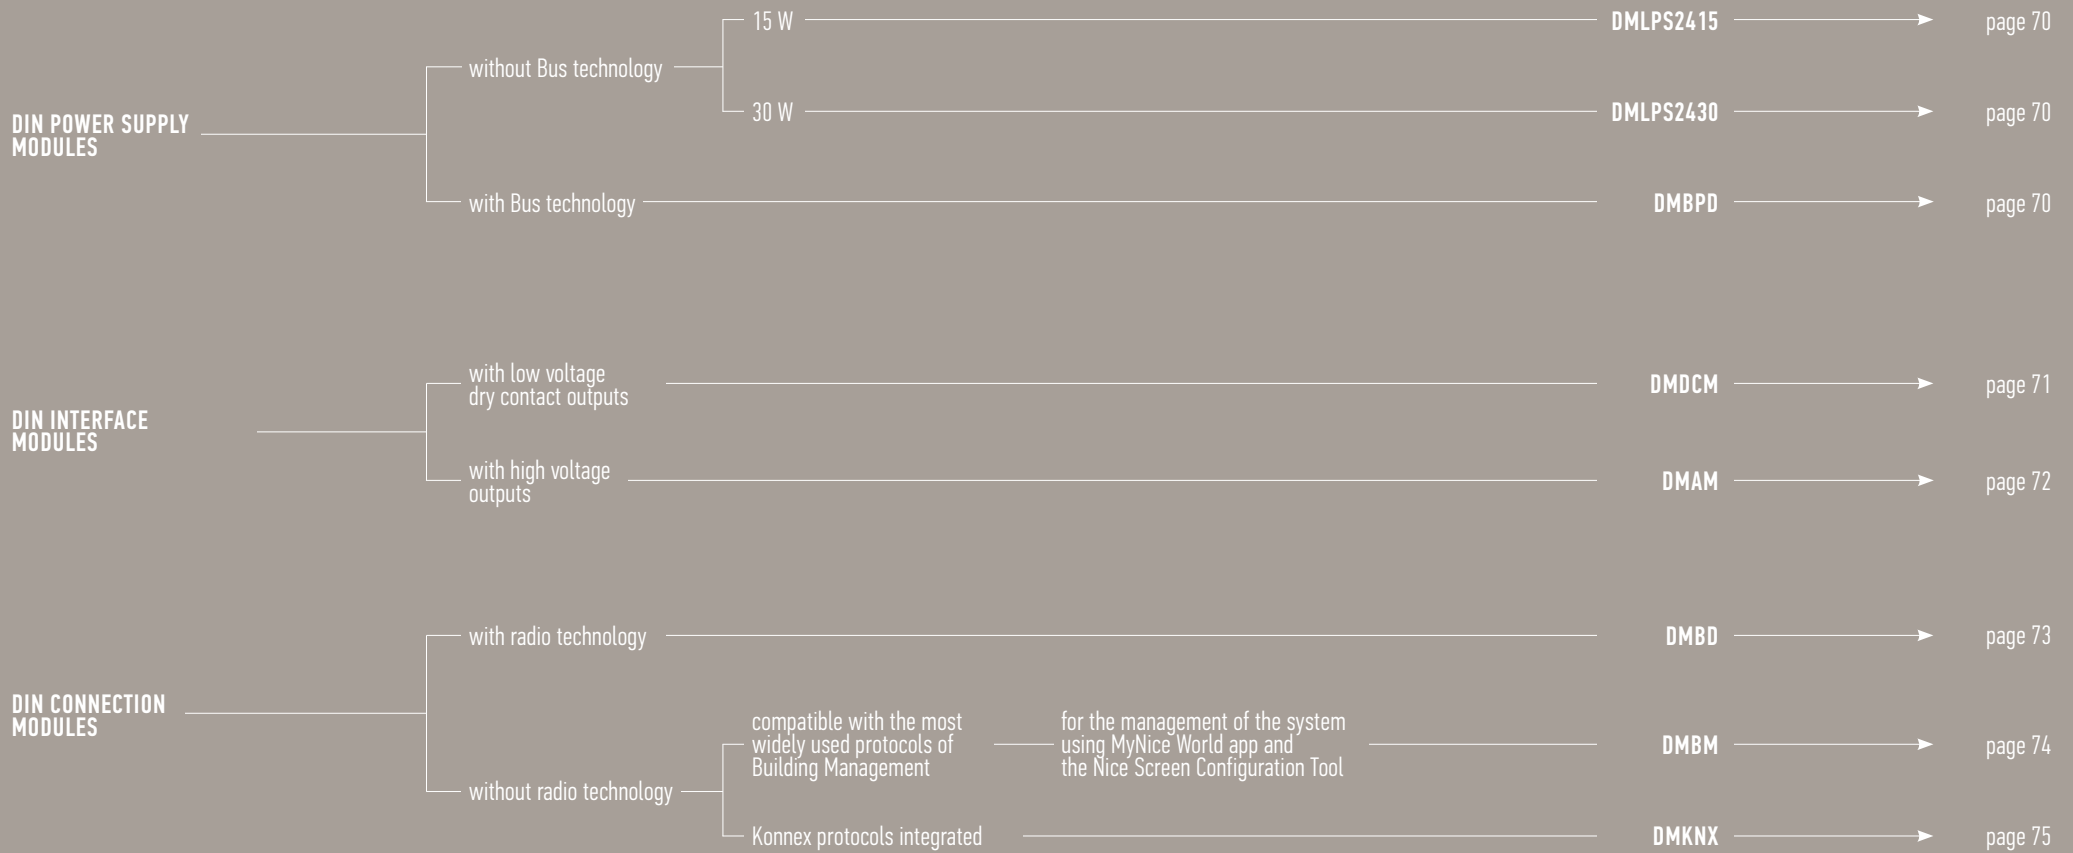 DIN POWER SUPPLY
MODULES
without Bus technology
15 W
DMLPS2415
page 70
30 W
DMLPS2430
page 70
with Bus technology
DMBPD
page 70
DIN INTERFACE
MODULES
with low voltage
dry contact outputs
DMDCM
page 71
with high voltage
outputs
DMAM
page 72
DIN CONNECTION
MODULES
with radio technology
DMBD
page 73
without radio technology
compatible with the most
widely used protocols of
Building Management
for the management of the system
using MyNice World app and
the Nice Screen Configuration Tool
DMBM
page 74
Konnex protocols integrated
DMKNX
page 75